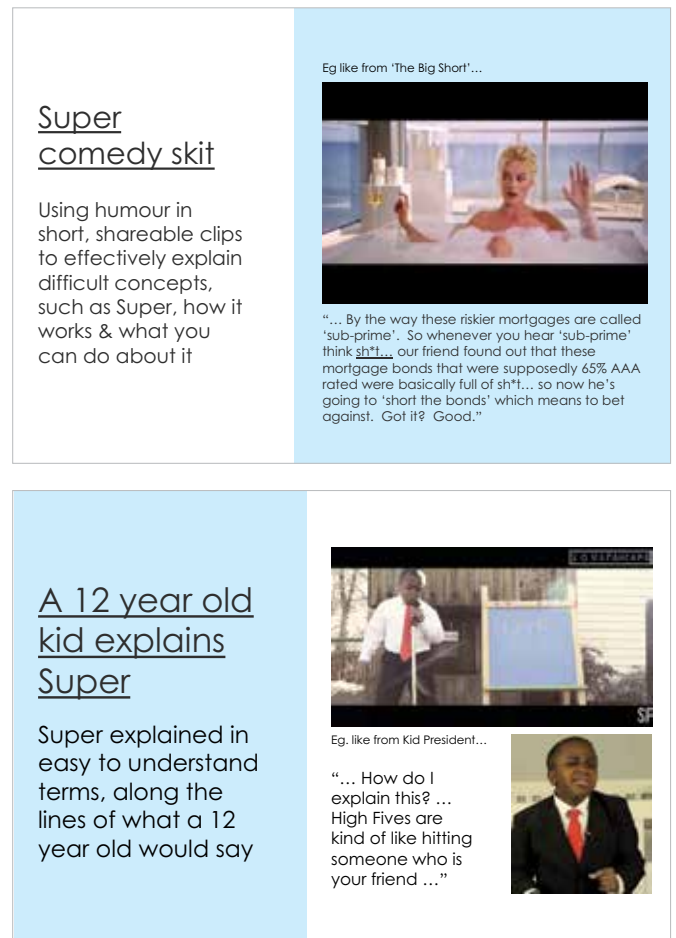 Super
comedy skit
Using humour in
short, shareable clips
to effectively explain
difficult concepts,
such as Super, how it
works & what you
can do about it
Eg like from ‘The Big Short’…
“… By the way these riskier mortgages are called
‘sub-prime’.  So whenever you hear ‘sub-prime’
think sh*t… our friend found out that these
mortgage bonds that were supposedly 65% AAA
rated were basically full of sh*t… so now he’s
going to ‘short the bonds’ which means to bet
against.  Got it?  Good.”
A 12 year old
kid explains
Super
Super explained in
easy to understand
terms, along the
lines of what a 12
year old would say
SP
Eg. like from Kid President…
“… How do I
explain this? …
High Fives are
kind of like hitting
someone who is
your friend …”